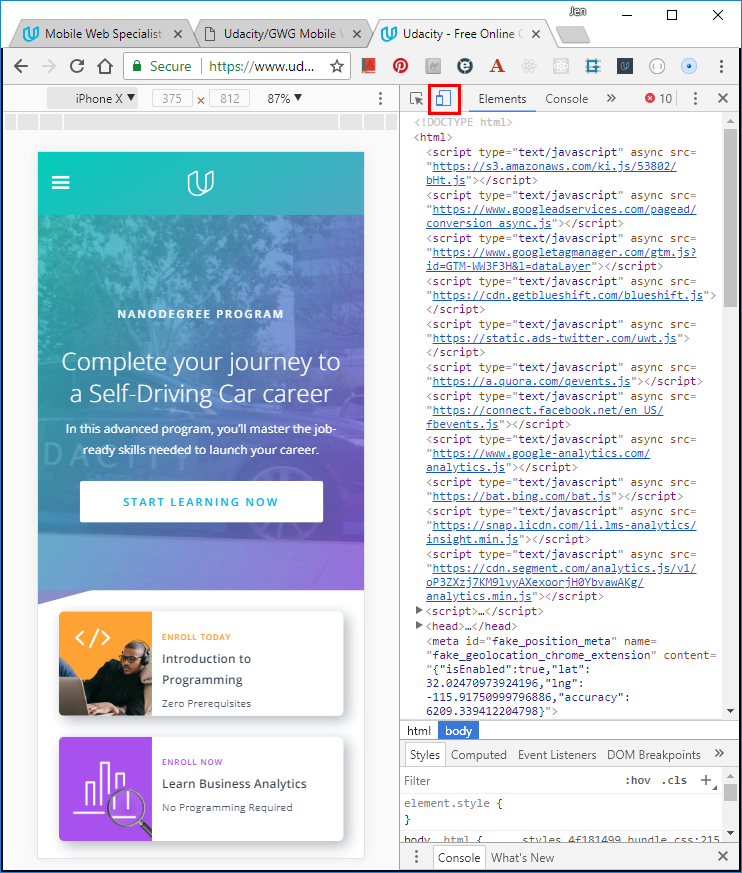 Jen
Mobile Web Specialist
Udacity/GWG Mobile
Udacity - Free Online
Secure
https://www.ud…
iPhone X ▼
375 × 812
87% ▼
Elements
Console
»
10
<!DOCTYPE html>
<html>
<script type="text/javascript" async src=
"https://s3.amazonaws.com/ki.js/53802/
bHt.js"></script>
<script type="text/javascript" async src=
"https://www.googleadservices.com/pagead/
conversion_async.js"></script>
<script type="text/javascript" async src=
"https://www.googletagmanager.com/gtm.js?
id=GTM-WW3F3H&l=dataLayer"></script>
<script type="text/javascript" async src=
"https://cdn.getblueshift.com/blueshift.js">
</script>
<script type="text/javascript" async src=
"https://static.ads-twitter.com/uwt.js">
</script>
<script type="text/javascript" async src=
"https://a.quora.com/qevents.js"></script>
<script type="text/javascript" async src=
"https://connect.facebook.net/en_US/
fbevents.js"></script>
<script type="text/javascript" async src=
"https://www.google-analytics.com/
analytics.js"></script>
<script type="text/javascript" async src=
"https://bat.bing.com/bat.js"></script>
<script type="text/javascript" async src=
"https://snap.licdn.com/li.lms-analytics/
insight.min.js"></script>
<script type="text/javascript" async src=
"https://cdn.segment.com/analytics.js/v1/
oP3ZXzj7KM9lvyAXexoorjH0YbvawAKg/
analytics.min.js"></script>
<script>…</script>
<head>…</head>
<meta id="fake_position_meta" name=
"fake_geolocation_chrome_extension" content=
"{"isEnabled":true,"lat":
32.02470973924196,"lng":
-115.91750999796886,"accuracy":
6209.339412204798}">
html body
Styles Computed Event Listeners DOM Breakpoints »
Filter :hov .cls +
element.style {
}
body, html { styles.4f181499.bundle.css:215
Console What's New
NANODEGREE PROGRAM
Complete your journey to
a Self-Driving Car career
In this advanced program, you'll master the job-
ready skills needed to launch your career.
DACITY
START LEARNING NOW
</>
ENROLL TODAY
Introduction to
Programming
Zero Prerequisites
ENROLL NOW
Learn Business Analytics
No Programming Required